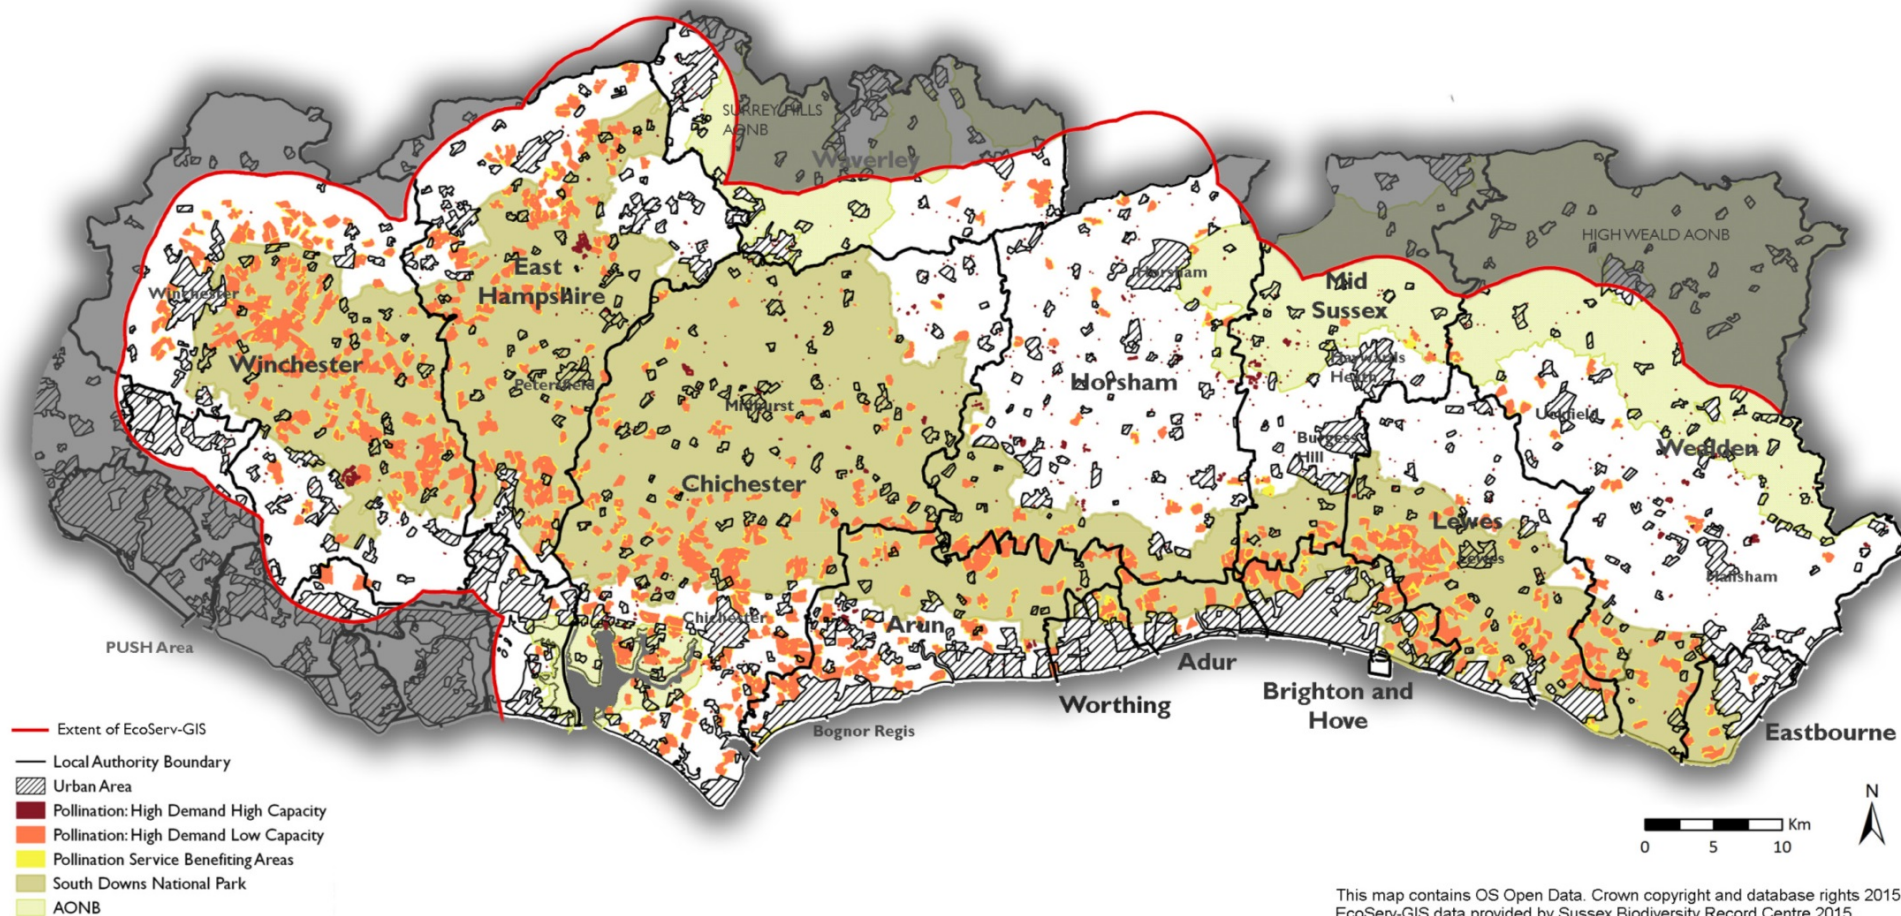 SURREY HILLS
AONB
Waverley
HIGH WEALD AONB
East
Hampshire
Winchester
Horsham
Mid
Sussex
Winchester
Petersfield
Midhurst
Horsham
Haywards
Heath
Uckfield
Burgess
Hill
Wealden
Chichester
Lewes
Lewes
Hailsham
Chichester
Arun
PUSH Area
Adur
Worthing
Brighton and
Hove
Bognor Regis
Eastbourne
Extent of EcoServ-GIS
Local Authority Boundary
Urban Area
Pollination: High Demand High Capacity
Pollination: High Demand Low Capacity
Pollination Service Benefiting Areas
South Downs National Park
AONB
N
Km
0 5 10
This map contains OS Open Data. Crown copyright and database rights 2015
EcoServ-GIS data provided by Sussex Biodiversity Record Centre 2015